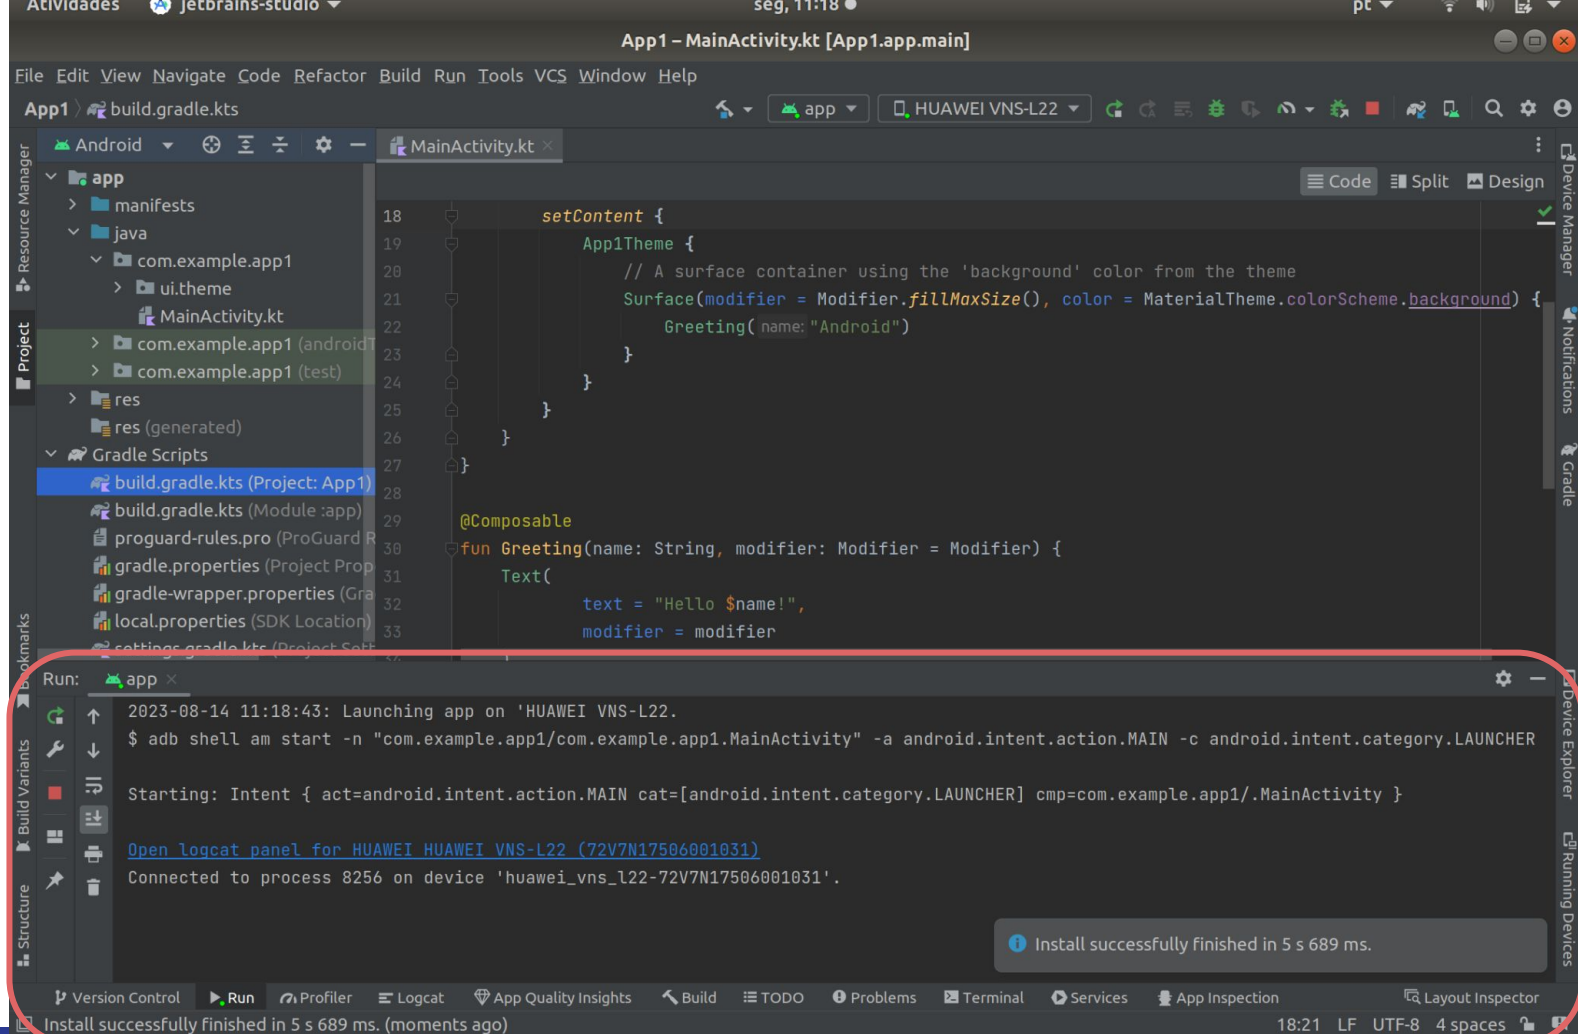 Atividades jetbrains-studio seg, 11:18 pt
App1 – MainActivity.kt [App1.app.main]
File Edit View Navigate Code Refactor Build Run Tools VCS Window Help
App1 build.gradle.kts app HUAWEI VNS-L22
Android MainActivity.kt
Code Split Design
Resource Manager
Project
Bookmarks
Build Variants
Structure
app
manifests
java
com.example.app1
ui.theme
MainActivity.kt
com.example.app1 (androidT
com.example.app1 (test)
res
res (generated)
Gradle Scripts
build.gradle.kts (Project: App1)
build.gradle.kts (Module :app)
proguard-rules.pro (ProGuard R
gradle.properties (Project Prop
gradle-wrapper.properties (Gra
local.properties (SDK Location)
settings.gradle.kts (Project Sett
18 setContent {
19 App1Theme {
20 // A surface container using the 'background' color from the theme
21 Surface(modifier = Modifier.fillMaxSize(), color = MaterialTheme.colorScheme.background) {
22 Greeting( name: "Android")
23 }
24 }
25 }
26 }
27 }
28
29 @Composable
30 fun Greeting(name: String, modifier: Modifier = Modifier) {
31 Text(
32 text = "Hello $name!",
33 modifier = modifier
Device Manager
Notifications
Gradle
Device Explorer
Running Devices
Run: app
2023-08-14 11:18:43: Launching app on 'HUAWEI VNS-L22.
$ adb shell am start -n "com.example.app1/com.example.app1.MainActivity" -a android.intent.action.MAIN -c android.intent.category.LAUNCHER
Starting: Intent { act=android.intent.action.MAIN cat=[android.intent.category.LAUNCHER] cmp=com.example.app1/.MainActivity }
Open logcat panel for HUAWEI HUAWEI VNS-L22 (72V7N17506001031)
Connected to process 8256 on device 'huawei_vns_l22-72V7N17506001031'.
Install successfully finished in 5 s 689 ms.
Version Control Run Profiler Logcat App Quality Insights Build TODO Problems Terminal Services App Inspection Layout Inspector
Install successfully finished in 5 s 689 ms. (moments ago) 18:21 LF UTF-8 4 spaces